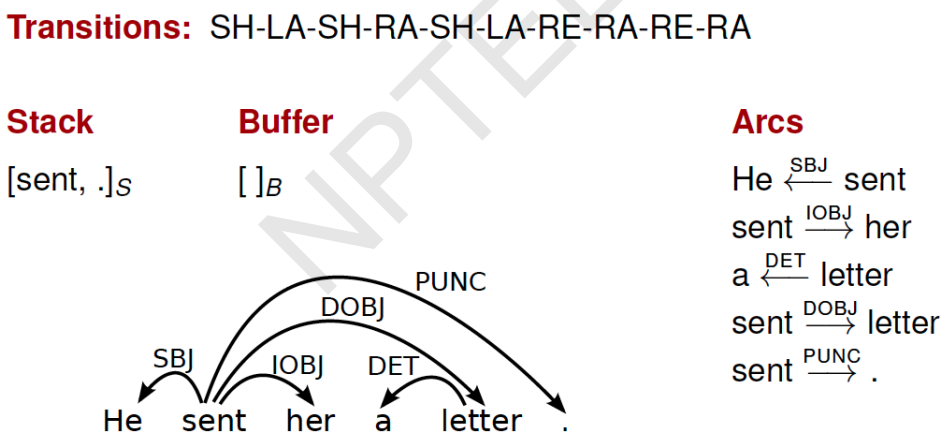 Transitions: SH-LA-SH-RA-SH-LA-RE-RA-RE-RA
Stack Buffer Arcs
[sent, .]S [ ]B He ⟵SBJ sent
sent ⟶IOBJ her
a ⟵DET letter
sent ⟶DOBJ letter
sent ⟶PUNC .
PUNC
DOBJ
SBJ IOBJ DET
He sent her a letter .
NPTEL